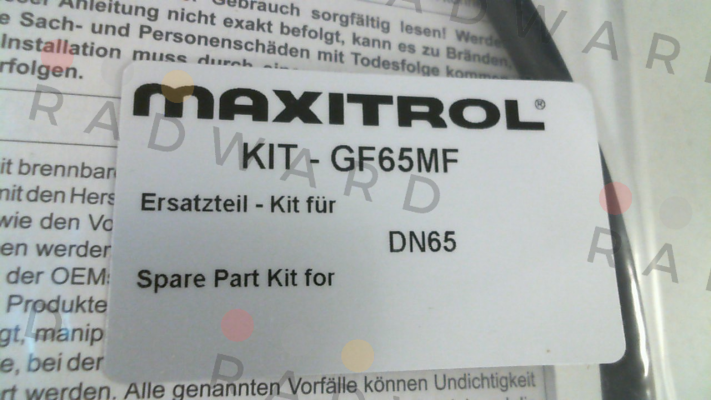 Gebrauch sorgfältig lesen!
Anleitung nicht exakt befolgt, kann es zu Bränden,
Sach- und Personenschäden mit Todesfolge kommen
Installation muss durch
rfolgen.
MAXITROL®
KIT - GF65MF
Ersatzteil - Kit für
DN65
Spare Part Kit for
it brennbar
mit den Hers
wie den Vo
en werden
der OEM
Produkte
gt, manip
e, bei der
rt werden. Alle genannten Vorfälle können Undichtigkeit
RADWARD
RADWARD